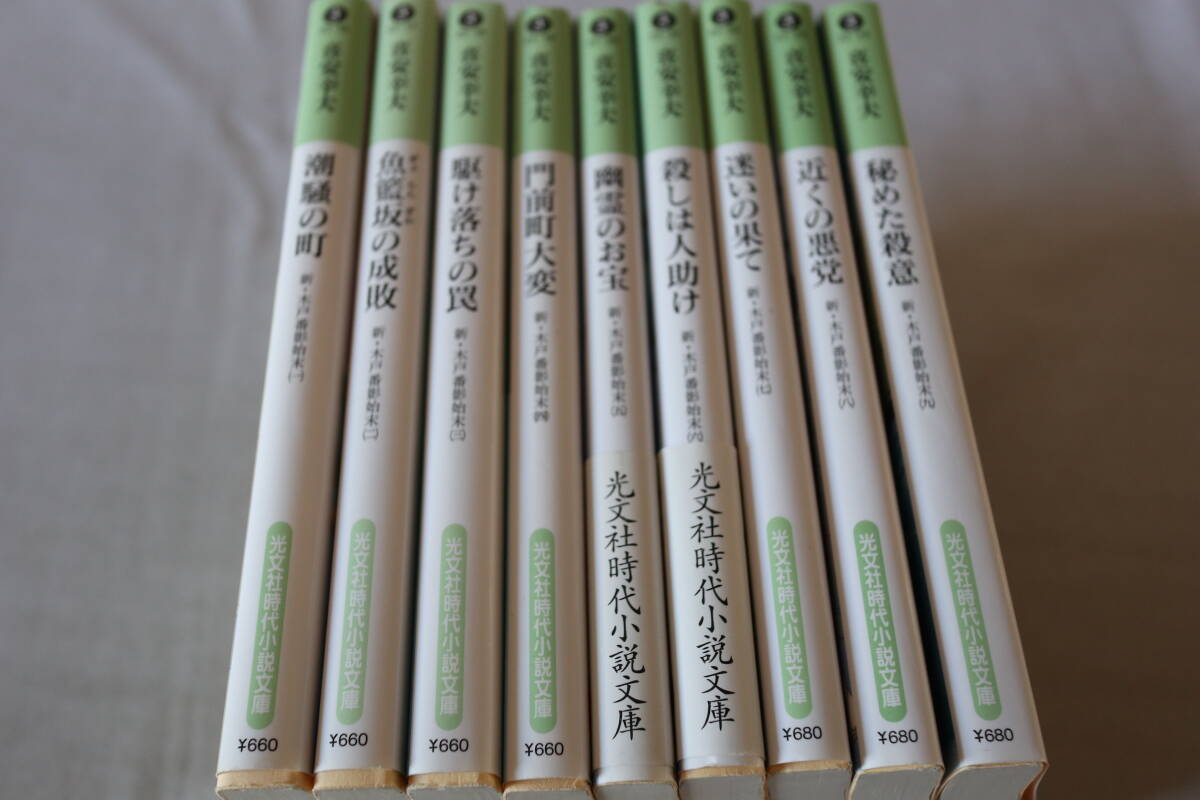 喜安幸夫
潮騒の町
新・木戸番影始末(一)
光文社時代小説文庫
¥660
喜安幸夫
魚籃坂の成敗
ぎょらんざか
新・木戸番影始末(二)
光文社時代小説文庫
¥660
喜安幸夫
駆け落ちの罠
新・木戸番影始末(三)
光文社時代小説文庫
¥660
喜安幸夫
門前町大変
新・木戸番影始末四
光文社時代小説文庫
¥660
喜安幸夫
幽霊のお宝
新・木戸番影始末(五)
光文社時代小説文庫
喜安幸夫
殺しは人助け
新・木戸番影始末(六)
光文社時代小説文庫
喜安幸夫
迷いの果て
新・木戸番影始末(七)
光文社時代小説文庫
¥680
喜安幸夫
近くの悪党
新・木戸番影始末(八)
光文社時代小説文庫
¥680
喜安幸夫
秘めた殺意
新・木戸番影始末(九)
光文社時代小説文庫
¥680